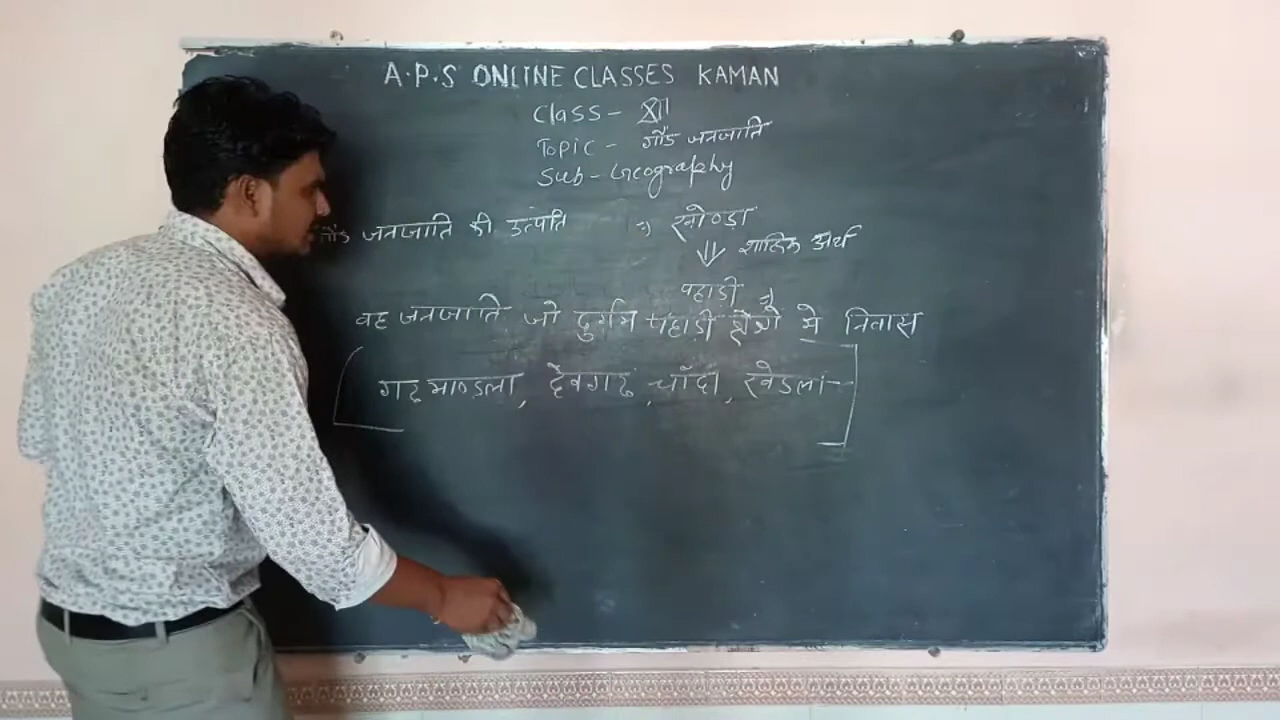 A.P.S ONLINE CLASSES KAMAN
Class - XII
Topic - गौंड जनजाति
Sub - Geography
गौंड जनजाति की उत्पति → खोण्डा
शाब्दिक अर्थ
पहाड़ी
वह जनजाति जो दुर्गम पहाड़ी क्षेत्रो मे निवास
गढ़माण्डला, देवगढ़, चाँदा, खेडला -